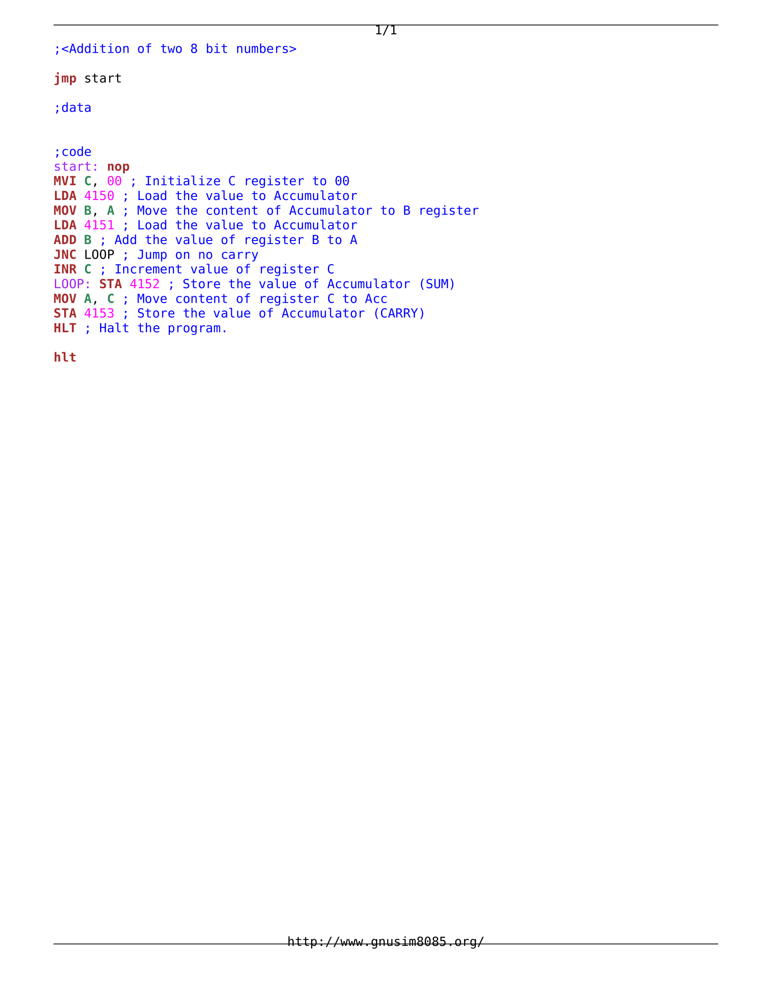 1/1
;<Addition of two 8 bit numbers>
jmp start
;data
;code
start: nop
MVI C, 00 ; Initialize C register to 00
LDA 4150 ; Load the value to Accumulator
MOV B, A ; Move the content of Accumulator to B register
LDA 4151 ; Load the value to Accumulator
ADD B ; Add the value of register B to A
JNC LOOP ; Jump on no carry
INR C ; Increment value of register C
LOOP: STA 4152 ; Store the value of Accumulator (SUM)
MOV A, C ; Move content of register C to Acc
STA 4153 ; Store the value of Accumulator (CARRY)
HLT ; Halt the program.
hlt
http://www.gnusim8085.org/